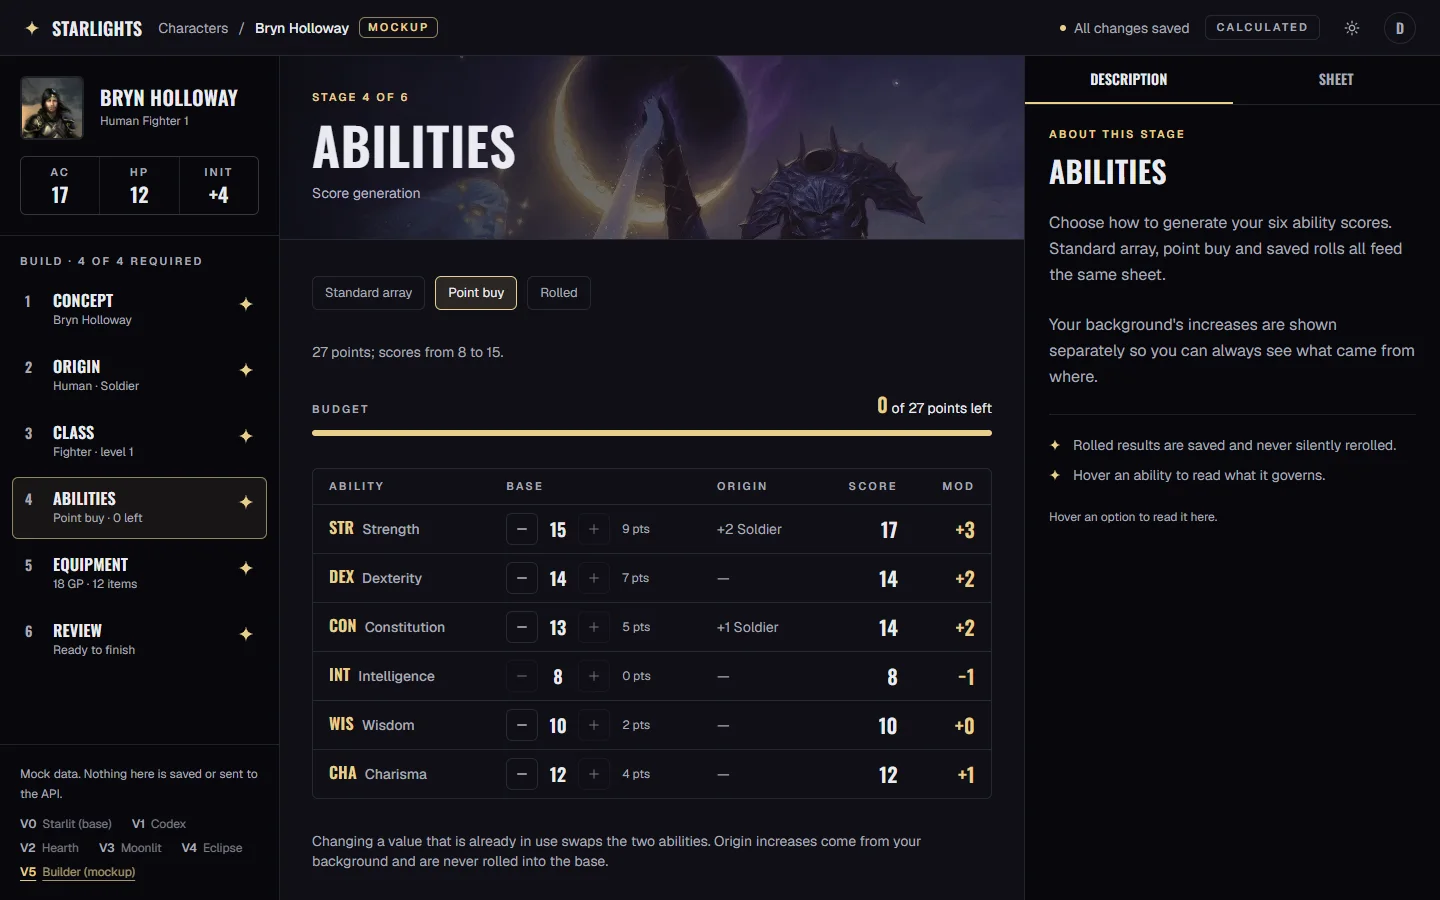 STARLIGHTS Characters / Bryn Holloway MOCKUP
All changes saved CALCULATED D
BRYN HOLLOWAY
Human Fighter 1
AC HP INIT
17 12 +4
BUILD · 4 OF 4 REQUIRED
1 CONCEPT
Bryn Holloway
2 ORIGIN
Human · Soldier
3 CLASS
Fighter · level 1
4 ABILITIES
Point buy · 0 left
5 EQUIPMENT
18 GP · 12 items
6 REVIEW
Ready to finish
Mock data. Nothing here is saved or sent to
the API.
V0 Starlit (base) V1 Codex
V2 Hearth V3 Moonlit V4 Eclipse
V5 Builder (mockup)
STAGE 4 OF 6
ABILITIES
Score generation
Standard array Point buy Rolled
27 points; scores from 8 to 15.
BUDGET 0 of 27 points left
ABILITY BASE ORIGIN SCORE MOD
STR Strength − 15 + 9 pts +2 Soldier 17 +3
DEX Dexterity − 14 + 7 pts — 14 +2
CON Constitution − 13 + 5 pts +1 Soldier 14 +2
INT Intelligence − 8 + 0 pts — 8 −1
WIS Wisdom − 10 + 2 pts — 10 +0
CHA Charisma − 12 + 4 pts — 12 +1
Changing a value that is already in use swaps the two abilities. Origin increases come from your
background and are never rolled into the base.
DESCRIPTION SHEET
ABOUT THIS STAGE
ABILITIES
Choose how to generate your six ability scores.
Standard array, point buy and saved rolls all feed
the same sheet.
Your background's increases are shown
separately so you can always see what came from
where.
Rolled results are saved and never silently rerolled.
Hover an ability to read what it governs.
Hover an option to read it here.